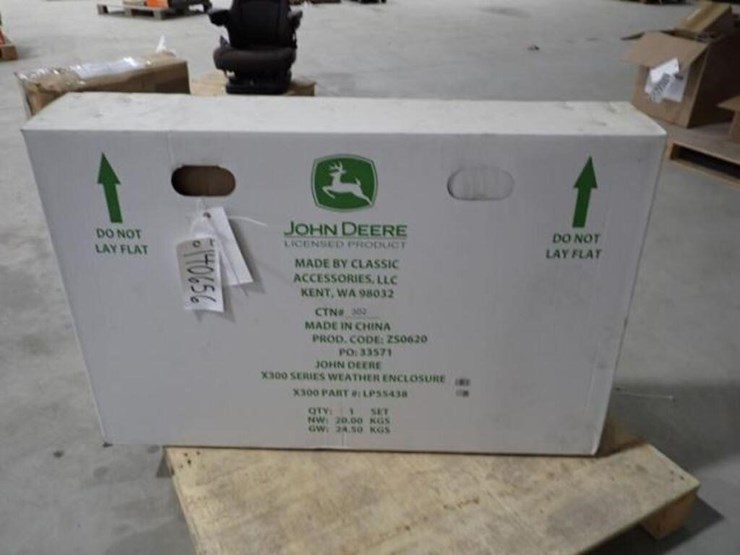 DO NOT
LAY FLAT
JOHN DEERE
LICENSED PRODUCT
MADE BY CLASSIC
ACCESSORIES, LLC
KENT, WA 98032
CTN# 302
MADE IN CHINA
PROD. CODE: ZS0620
PO: 33571
JOHN DEERE
X300 SERIES WEATHER ENCLOSURE
X300 PART #: LP55438
QTY: 1 SET
NW: 20.00 KGS
GW: 24.50 KGS
DO NOT
LAY FLAT